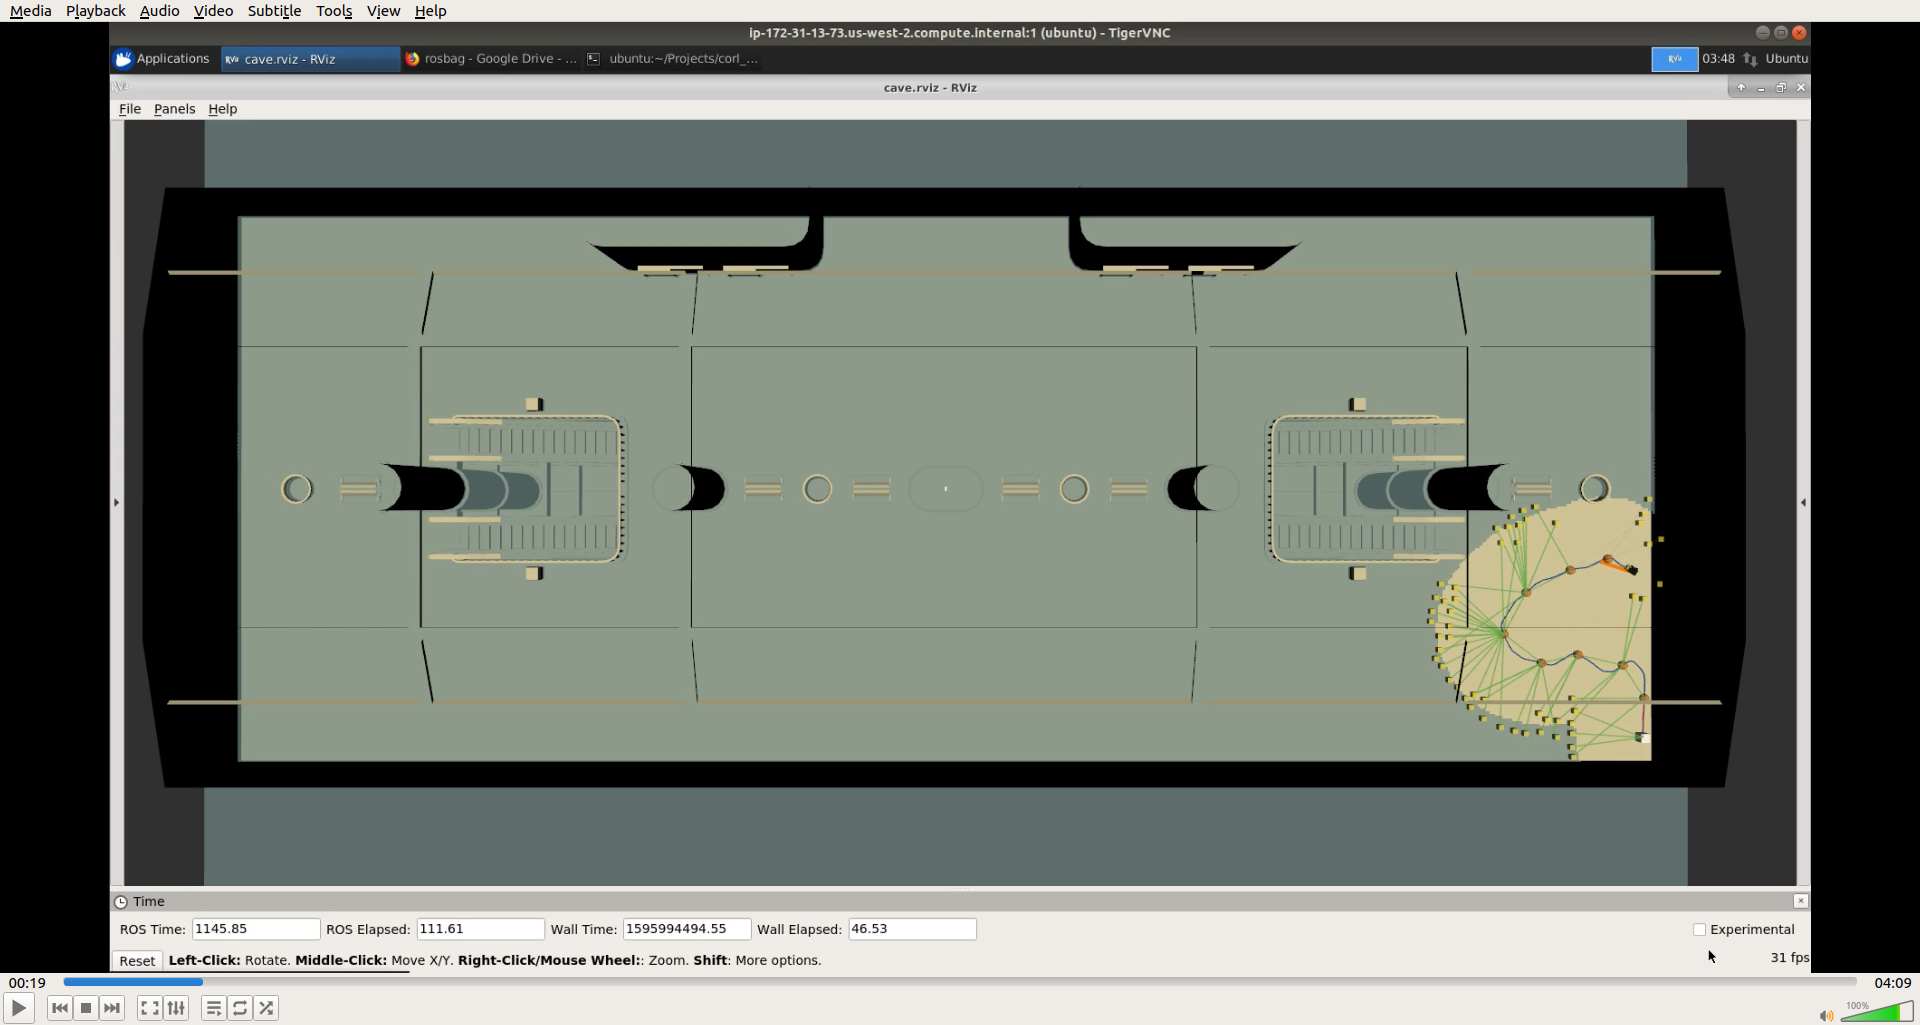 Media Playback Audio Video Subtitle Tools View Help
ip-172-31-13-73.us-west-2.compute.internal:1 (ubuntu) - TigerVNC
Applications RViz cave.rviz - RViz rosbag - Google Drive - ... ubuntu:~/Projects/corl_... RViz 03:48 Ubuntu
RViz cave.rviz - RViz
File Panels Help
Time
ROS Time: 1145.85 ROS Elapsed: 111.61 Wall Time: 1595994494.55 Wall Elapsed: 46.53 Experimental
Reset Left-Click: Rotate. Middle-Click: Move X/Y. Right-Click/Mouse Wheel:: Zoom. Shift: More options. 31 fps
00:19 04:09
100%